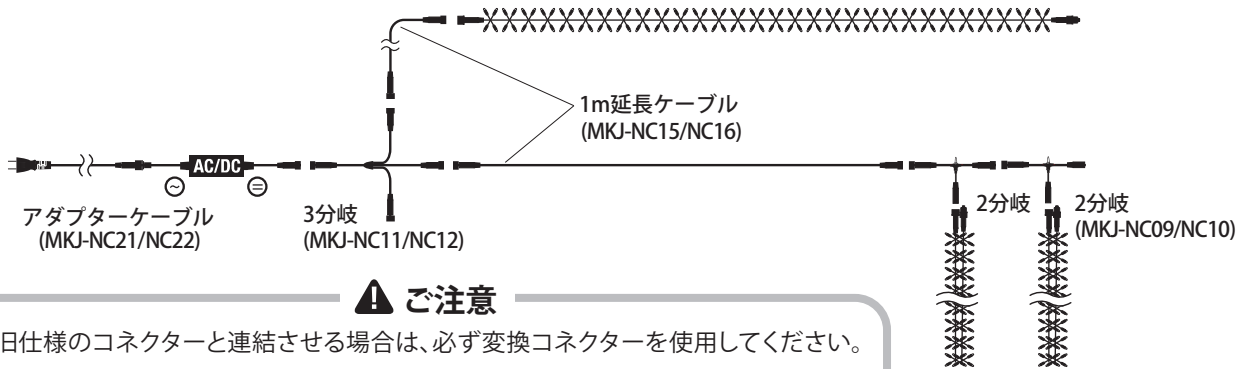 1m延長ケーブル
(MKJ-NC15/NC16)
AC/DC
アダプターケーブル
(MKJ-NC21/NC22)
3分岐
(MKJ-NC11/NC12)
2分岐
2分岐
(MKJ-NC09/NC10)
ご注意
旧仕様のコネクターと連結させる場合は、必ず変換コネクターを使用してください。